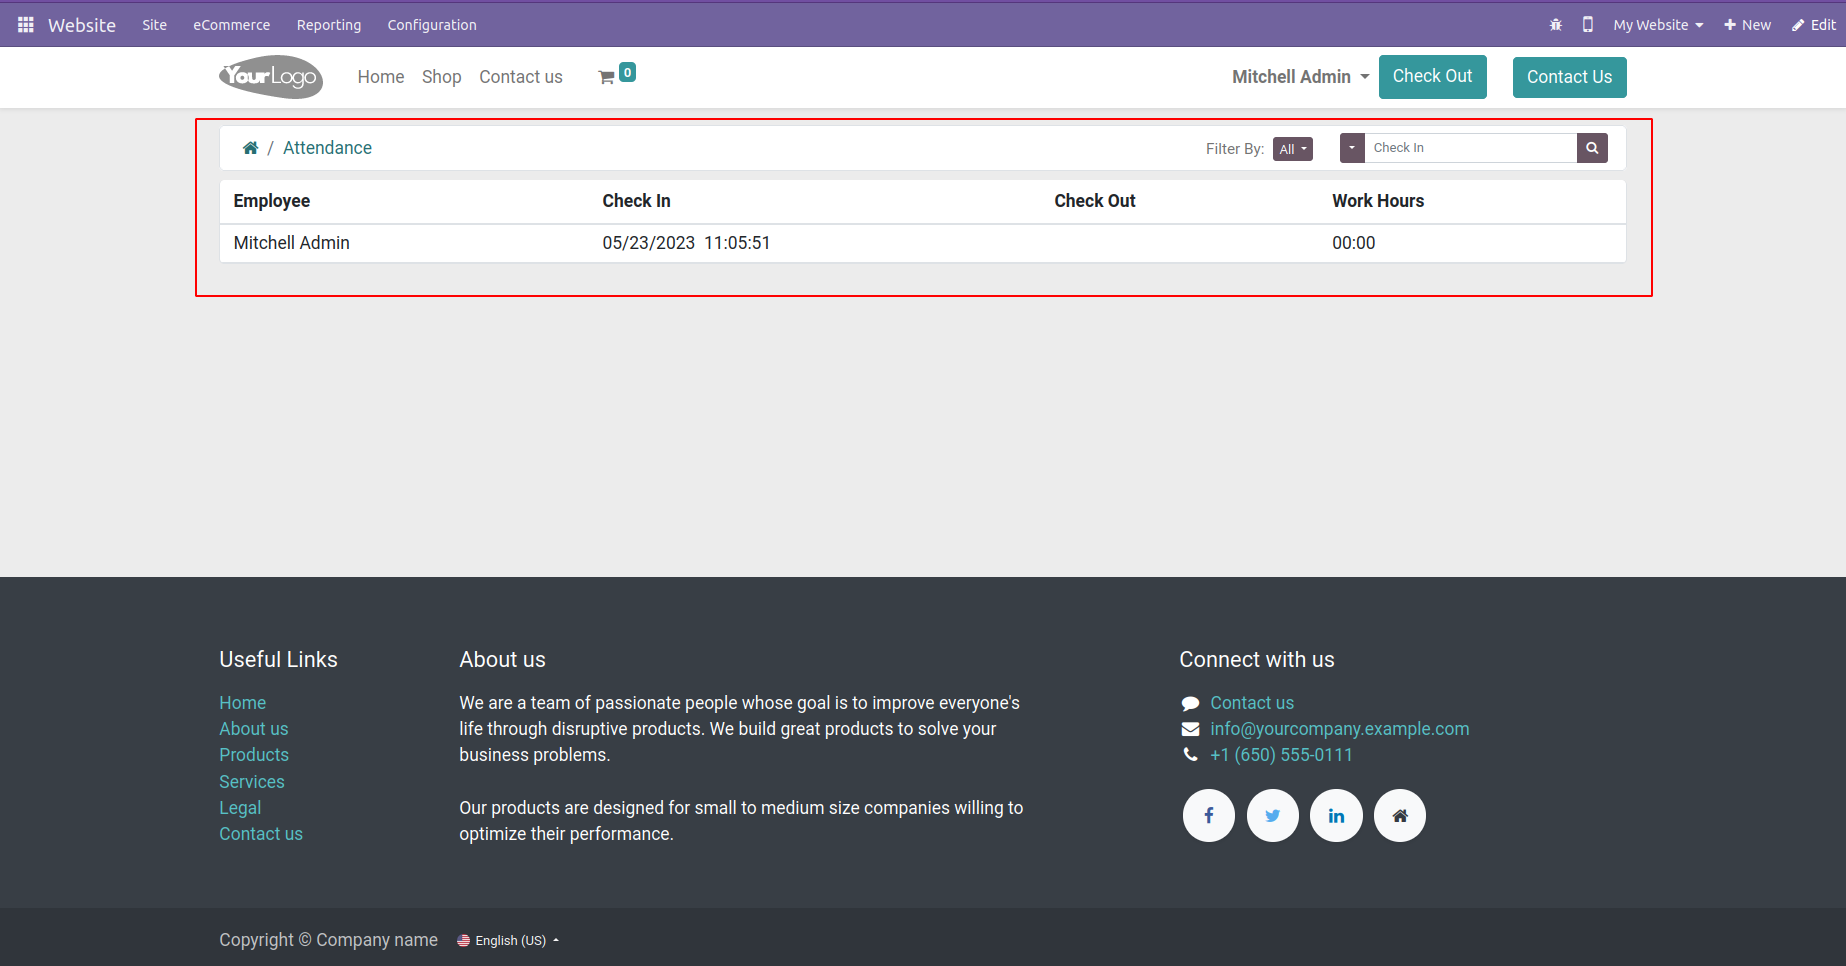 Website Site eCommerce Reporting Configuration My Website New Edit
YourLogo Home Shop Contact us 0 Mitchell Admin Check Out Contact Us
/ Attendance Filter By: All Check In
Employee Check In Check Out Work Hours
Mitchell Admin 05/23/2023 11:05:51 00:00
Useful Links
Home
About us
Products
Services
Legal
Contact us
About us
We are a team of passionate people whose goal is to improve everyone's
life through disruptive products. We build great products to solve your
business problems.
Our products are designed for small to medium size companies willing to
optimize their performance.
Connect with us
Contact us
info@yourcompany.example.com
+1 (650) 555-0111
Copyright © Company name English (US)